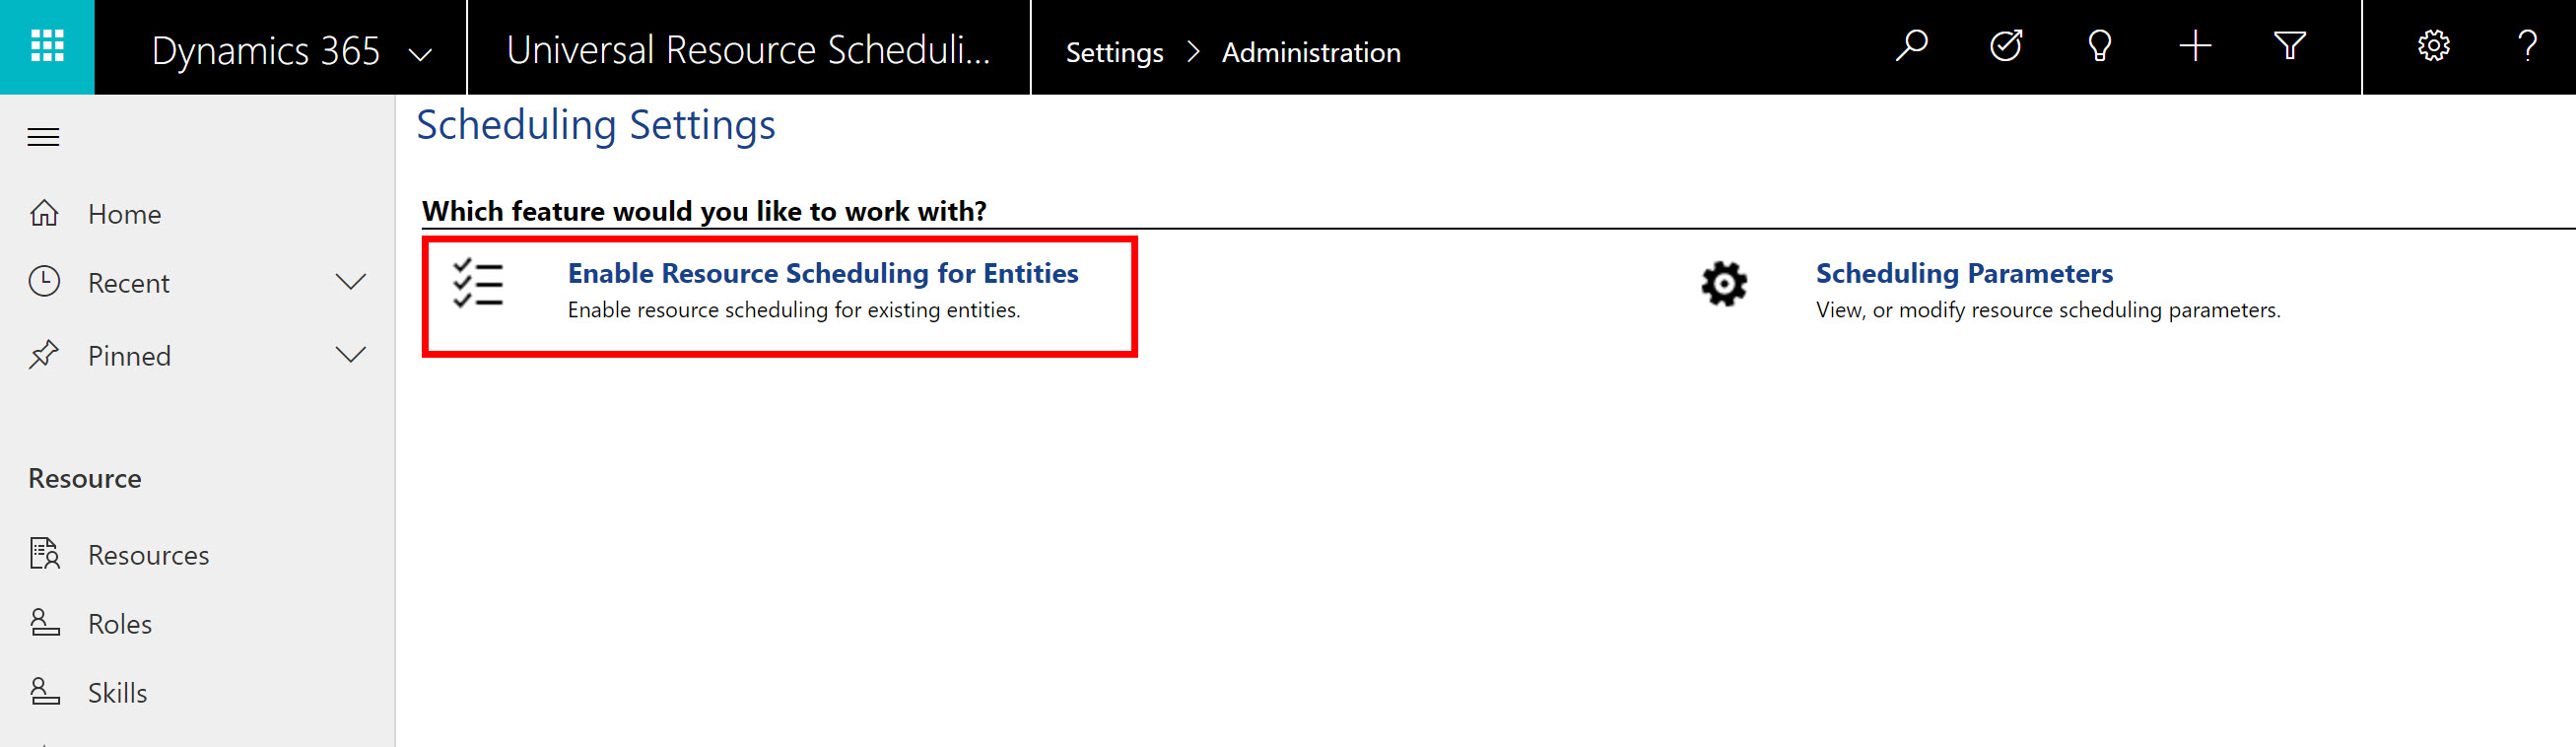 Dynamics 365
Universal Resource Scheduli...
Settings > Administration
Scheduling Settings
Home
Which feature would you like to work with?
Recent
Enable Resource Scheduling for Entities
Enable resource scheduling for existing entities.
Scheduling Parameters
View, or modify resource scheduling parameters.
Pinned
Resource
Resources
Roles
Skills